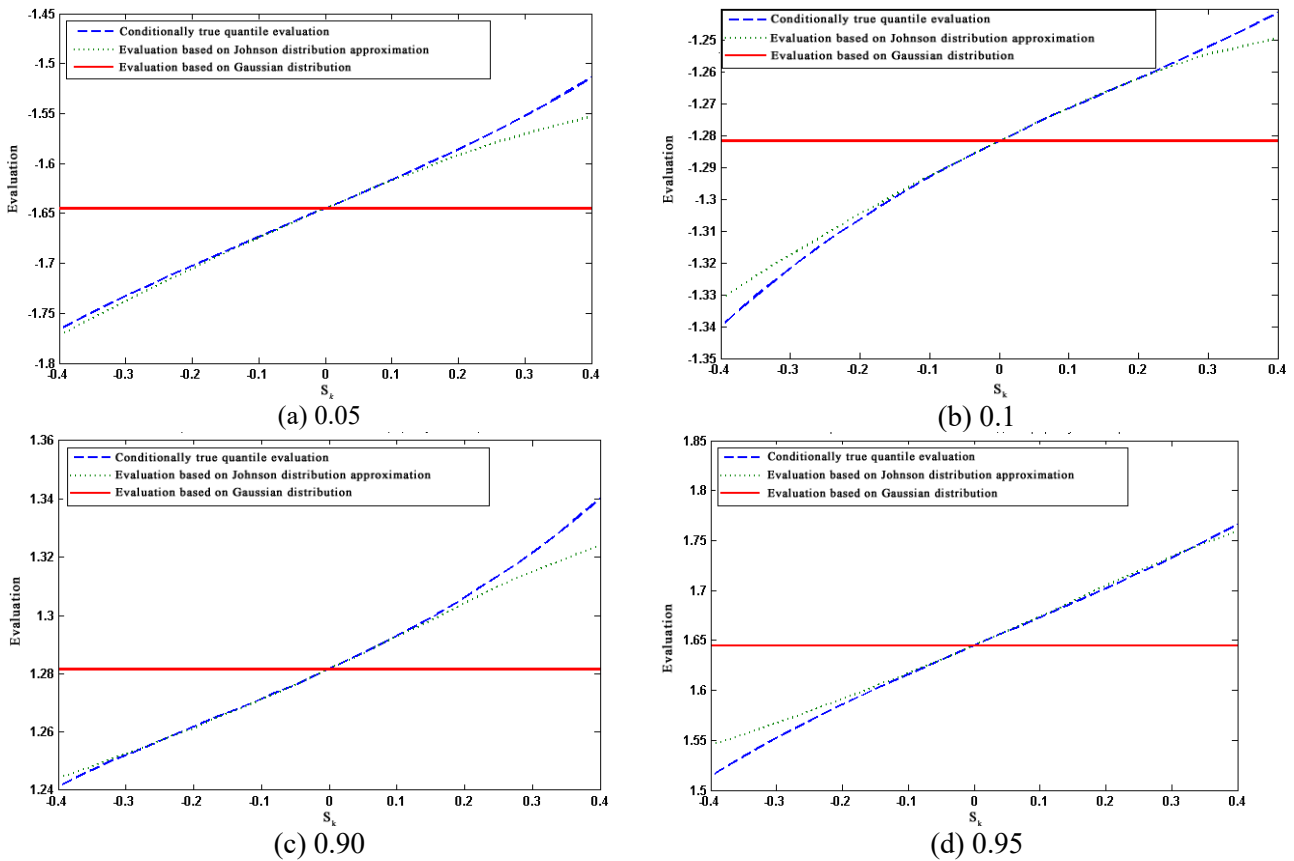 Conditionally true quantile evaluation
Evaluation based on Johnson distribution approximation
Evaluation based on Gaussian distribution
Evaluation
-1.45
-1.5
-1.55
-1.6
-1.65
-1.7
-1.75
-1.8
-0.4 -0.3 -0.2 -0.1 0 0.1 0.2 0.3 0.4
S_k
(a) 0.05
Conditionally true quantile evaluation
Evaluation based on Johnson distribution approximation
Evaluation based on Gaussian distribution
Evaluation
-1.25
-1.26
-1.27
-1.28
-1.29
-1.3
-1.31
-1.32
-1.33
-1.34
-1.35
-0.4 -0.3 -0.2 -0.1 0 0.1 0.2 0.3 0.4
S_k
(b) 0.1
Conditionally true quantile evaluation
Evaluation based on Johnson distribution approximation
Evaluation based on Gaussian distribution
Evaluation
1.36
1.34
1.32
1.3
1.28
1.26
1.24
-0.4 -0.3 -0.2 -0.1 0 0.1 0.2 0.3 0.4
S_k
(c) 0.90
Conditionally true quantile evaluation
Evaluation based on Johnson distribution approximation
Evaluation based on Gaussian distribution
Evaluation
1.85
1.8
1.75
1.7
1.65
1.6
1.55
1.5
-0.4 -0.3 -0.2 -0.1 0 0.1 0.2 0.3 0.4
S_k
(d) 0.95